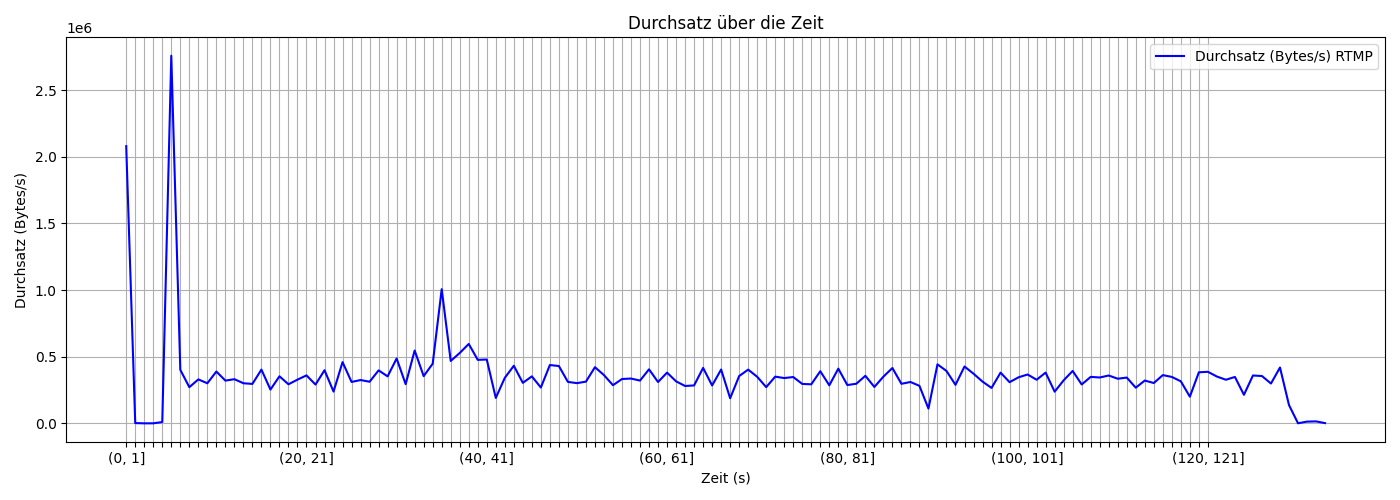 Durchsatz über die Zeit
1e6
Durchsatz (Bytes/s) RTMP
2.5
2.0
1.5
1.0
0.5
0.0
Durchsatz (Bytes/s)
(0, 1] (20, 21] (40, 41] (60, 61] (80, 81] (100, 101] (120, 121]
Zeit (s)